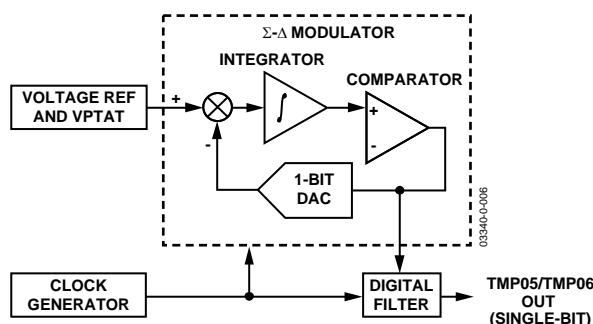 Σ-Δ MODULATOR
INTEGRATOR
COMPARATOR
VOLTAGE REF
AND VPTAT
+
-
∫
+
-
1-BIT
DAC
03340-0-006
CLOCK
GENERATOR
DIGITAL
FILTER
TMP05/TMP06
OUT
(SINGLE-BIT)